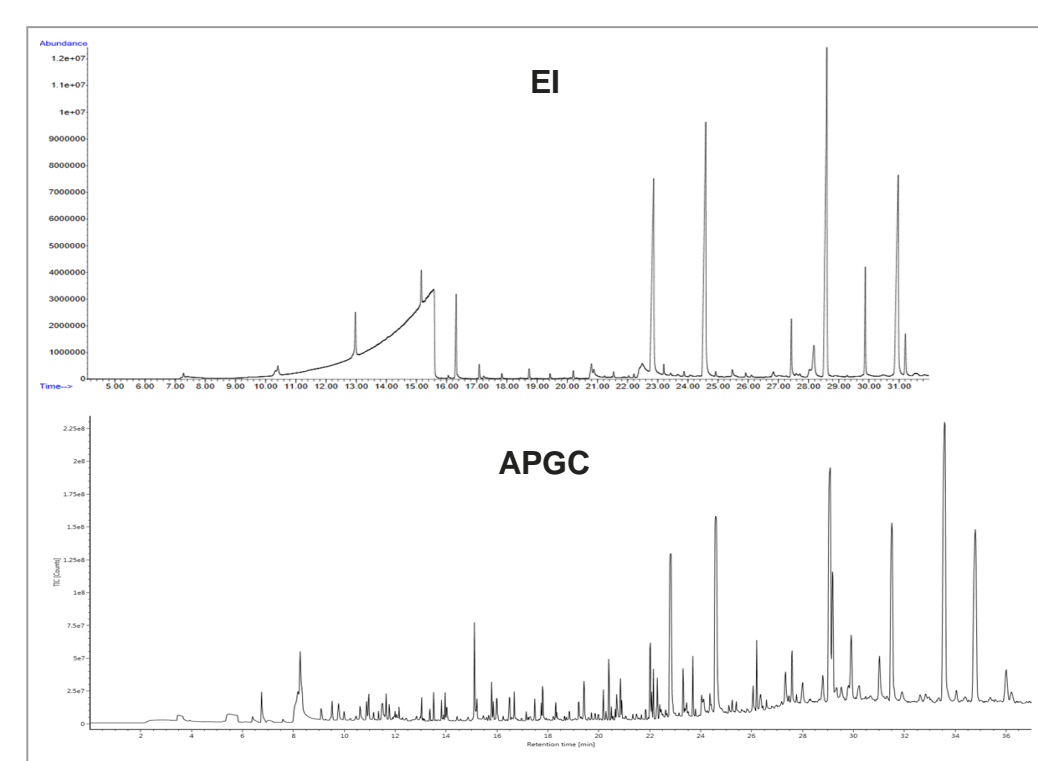 Abundance
EI
1.2e+07
1.1e+07
1e+07
9000000
8000000
7000000
6000000
5000000
4000000
3000000
2000000
1000000
0
5.00 6.00 7.00 8.00 9.00 10.00 11.00 12.00 13.00 14.00 15.00 16.00 17.00 18.00 19.00 20.00 21.00 22.00 23.00 24.00 25.00 26.00 27.00 28.00 29.00 30.00 31.00
Time-->
APGC
2.25e8
2e8
1.75e8
1.5e8
1.25e8
1e8
7.5e7
5e7
2.5e7
0
TIC [Counts]
2 4 6 8 10 12 14 16 18 20 22 24 26 28 30 32 34 36
Retention time [min]